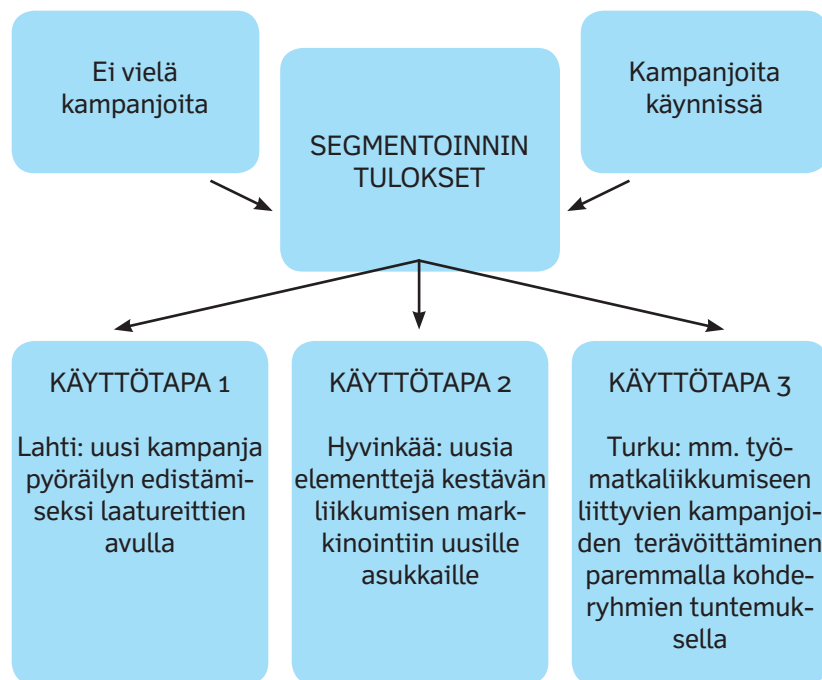 Ei vielä
kampanjoita
SEGMENTOINNIN
TULOKSET
Kampanjoita
käynnissä
KÄYTTÖTAPA 1
Lahti: uusi kampanja
pyöräilyn edistämi-
seksi laatureittien
avulla
KÄYTTÖTAPA 2
Hyvinkää: uusia
elementtejä kestävän
liikkumisen mark-
kinointiin uusille
asukkaille
KÄYTTÖTAPA 3
Turku: mm. työ-
matkaliikkumiseen
liittyvien kampanjoi-
den terävöittäminen
paremmalla kohde-
ryhmien tuntemuk-
sella